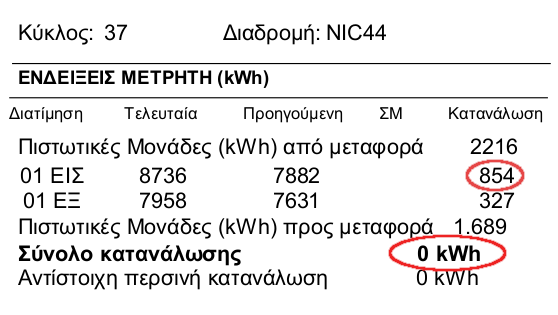 Κύκλος: 37 Διαδρομή: NIC44
ΕΝΔΕΙΞΕΙΣ ΜΕΤΡΗΤΗ (kWh)
Διατίμηση Τελευταία Προηγούμενη ΣΜ Κατανάλωση
Πιστωτικές Μονάδες (kWh) από μεταφορά 2216
01 ΕΙΣ 8736 7882 854
01 ΕΞ 7958 7631 327
Πιστωτικές Μονάδες (kWh) προς μεταφορά 1.689
Σύνολο κατανάλωσης 0 kWh
Αντίστοιχη περσινή κατανάλωση 0 kWh